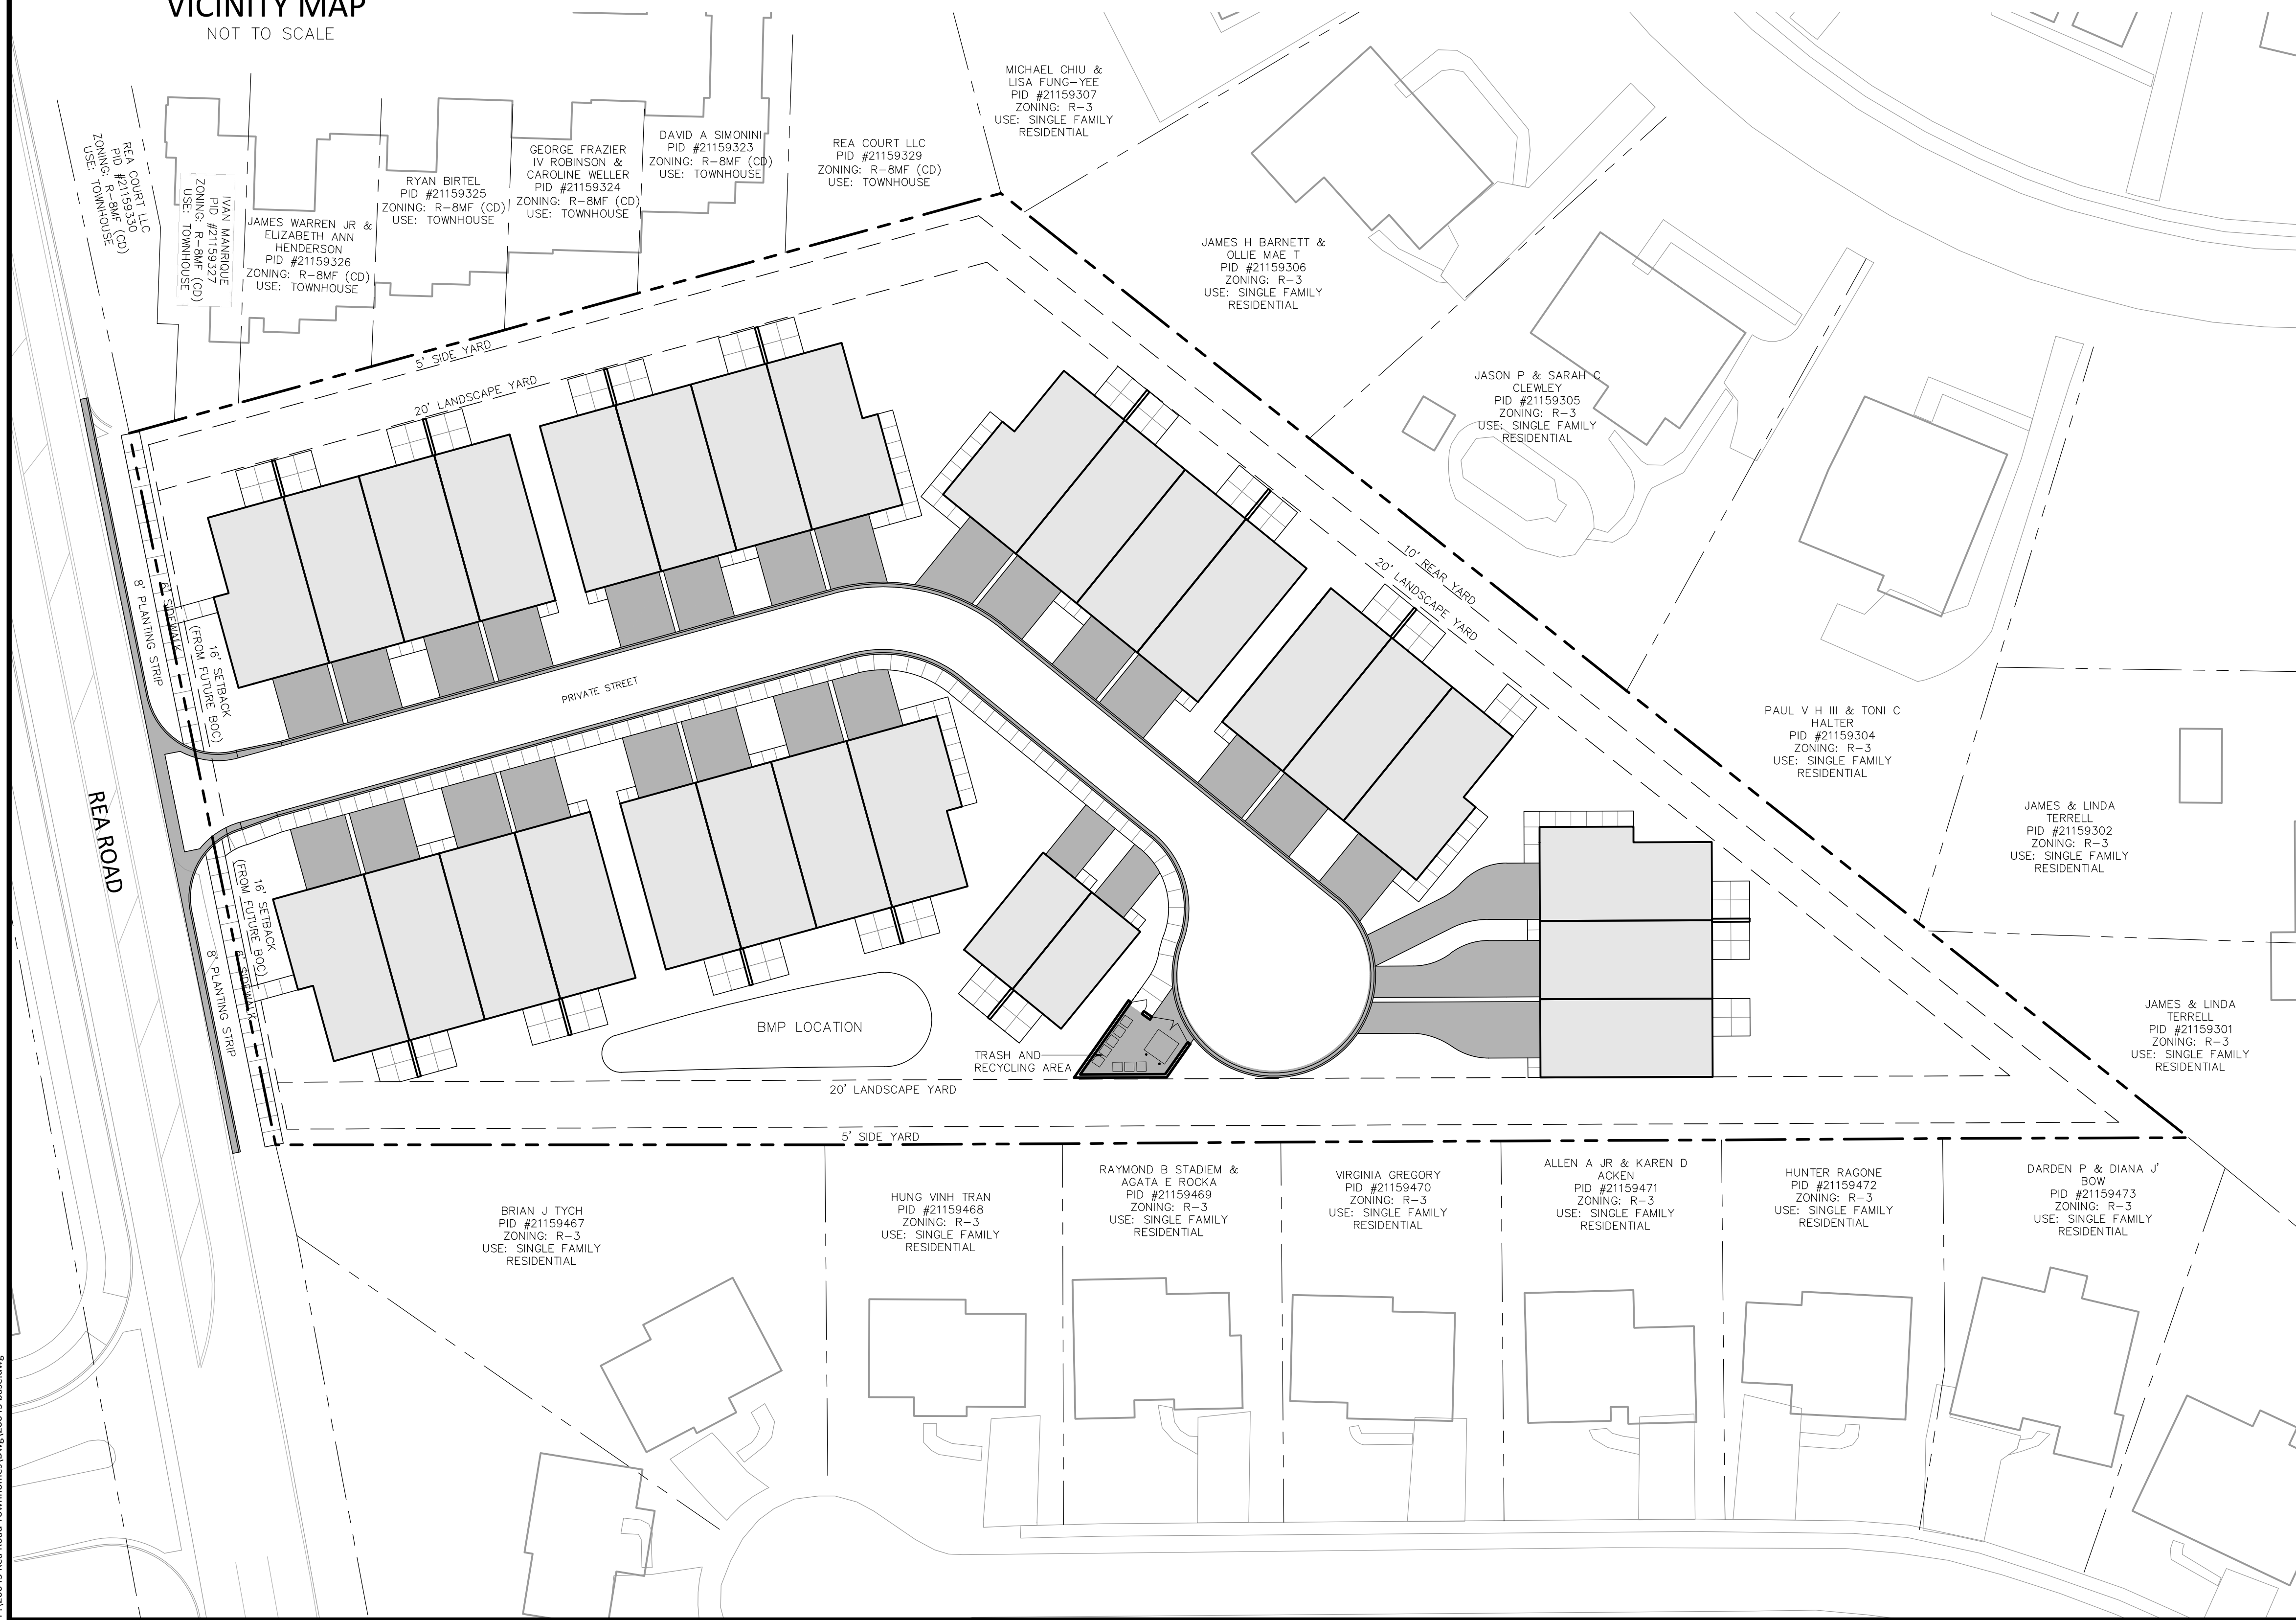 VICINITY MAP
NOT TO SCALE
REA COURT LLC
PID #21159330
ZONING: R-8MF (CD)
USE: TOWNHOUSE
IVAN MANRIQUE
PID #21159327
ZONING: R-8MF (CD)
USE: TOWNHOUSE
JAMES WARREN JR &
ELIZABETH ANN
HENDERSON
PID #21159326
ZONING: R-8MF (CD)
USE: TOWNHOUSE
RYAN BIRTEL
PID #21159325
ZONING: R-8MF (CD)
USE: TOWNHOUSE
GEORGE FRAZIER
IV ROBINSON &
CAROLINE WELLER
PID #21159324
ZONING: R-8MF (CD)
USE: TOWNHOUSE
DAVID A SIMONINI
PID #21159323
ZONING: R-8MF (CD)
USE: TOWNHOUSE
REA COURT LLC
PID #21159329
ZONING: R-8MF (CD)
USE: TOWNHOUSE
MICHAEL CHIU &
LISA FUNG-YEE
PID #21159307
ZONING: R-3
USE: SINGLE FAMILY
RESIDENTIAL
JAMES H BARNETT &
OLLIE MAE T
PID #21159306
ZONING: R-3
USE: SINGLE FAMILY
RESIDENTIAL
JASON P & SARAH C
CLEWLEY
PID #21159305
ZONING: R-3
USE: SINGLE FAMILY
RESIDENTIAL
PAUL V H III & TONI C
HALTER
PID #21159304
ZONING: R-3
USE: SINGLE FAMILY
RESIDENTIAL
JAMES & LINDA
TERRELL
PID #21159302
ZONING: R-3
USE: SINGLE FAMILY
RESIDENTIAL
JAMES & LINDA
TERRELL
PID #21159301
ZONING: R-3
USE: SINGLE FAMILY
RESIDENTIAL
5' SIDE YARD
20' LANDSCAPE YARD
10' REAR YARD
20' LANDSCAPE YARD
8' PLANTING STRIP
6' SIDEWALK
16' SETBACK
(FROM FUTURE BOC)
PRIVATE STREET
REA ROAD
16' SETBACK
(FROM FUTURE BOC)
6' SIDEWALK
8' PLANTING STRIP
BMP LOCATION
TRASH AND
RECYCLING AREA
20' LANDSCAPE YARD
5' SIDE YARD
BRIAN J TYCH
PID #21159467
ZONING: R-3
USE: SINGLE FAMILY
RESIDENTIAL
HUNG VINH TRAN
PID #21159468
ZONING: R-3
USE: SINGLE FAMILY
RESIDENTIAL
RAYMOND B STADIEM &
AGATA E ROCKA
PID #21159469
ZONING: R-3
USE: SINGLE FAMILY
RESIDENTIAL
VIRGINIA GREGORY
PID #21159470
ZONING: R-3
USE: SINGLE FAMILY
RESIDENTIAL
ALLEN A JR & KAREN D
ACKEN
PID #21159471
ZONING: R-3
USE: SINGLE FAMILY
RESIDENTIAL
HUNTER RAGONE
PID #21159472
ZONING: R-3
USE: SINGLE FAMILY
RESIDENTIAL
DARDEN P & DIANA J'
BOW
PID #21159473
ZONING: R-3
USE: SINGLE FAMILY
RESIDENTIAL